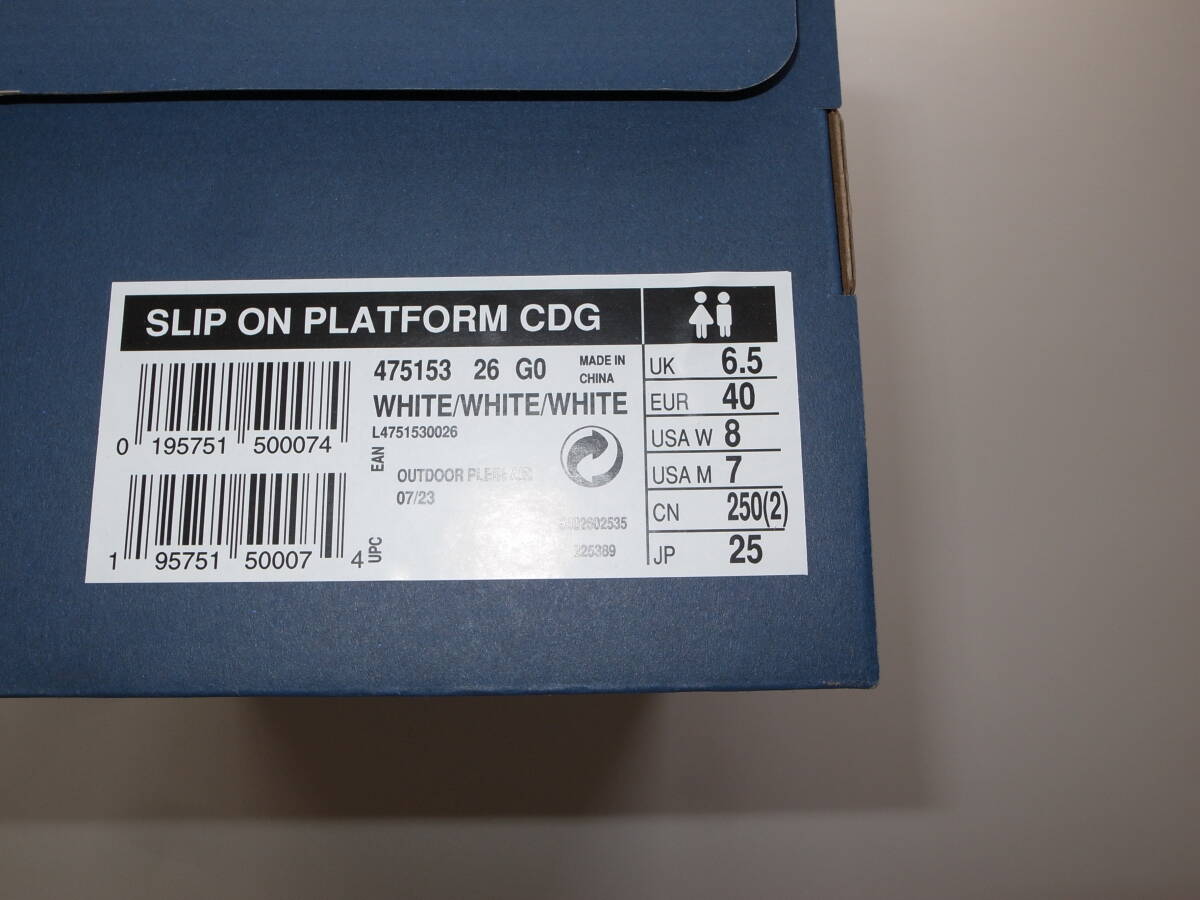 SLIP ON PLATFORM CDG
475153 26 G0
MADE IN
CHINA
WHITE/WHITE/WHITE
L4751530026
0 195751 500074
EAN
OUTDOOR
07/23
1 95751 50007 4
UPC
UK 6.5
EUR 40
USA W 8
USA M 7
CN 250(2)
JP 25